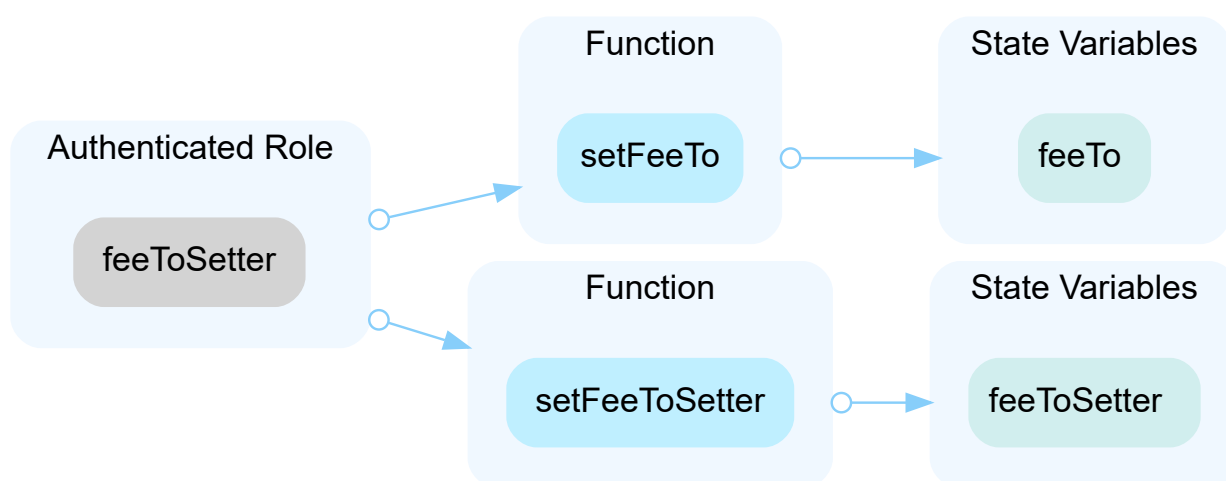 Authenticated Role
feeToSetter
Function
setFeeTo
State Variables
feeTo
Function
setFeeToSetter
State Variables
feeToSetter